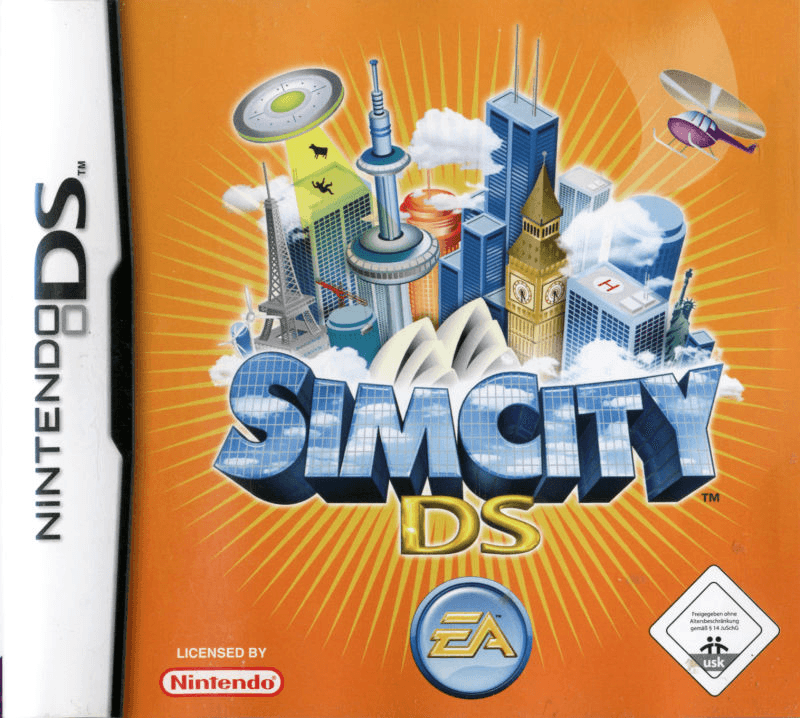 NINTENDO DS™
H
SIMCITY™
DS
EA
LICENSED BY
Nintendo®
Freigegeben ohne
Altersbeschränkung
gemäß § 14 JuSchG
usk